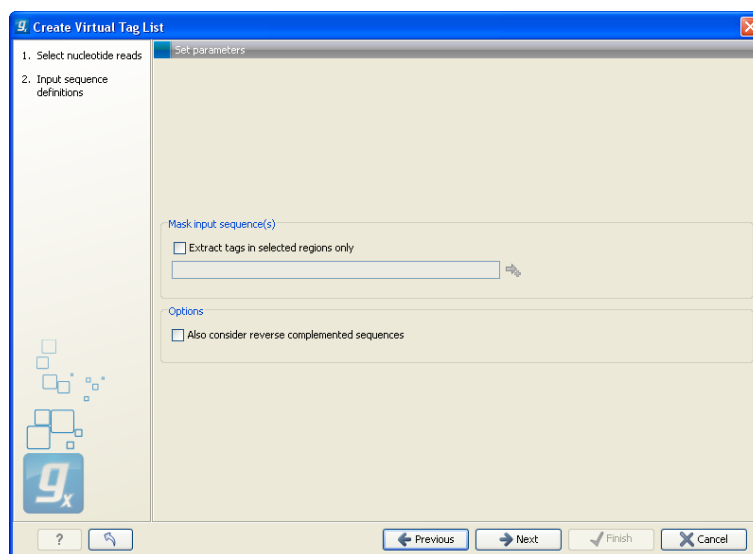 Create Virtual Tag List
1. Select nucleotide reads
2. Input sequence
definitions
Set parameters
Mask input sequence(s)
Extract tags in selected regions only
Options
Also consider reverse complemented sequences
gx
?
Previous
Next
Finish
Cancel